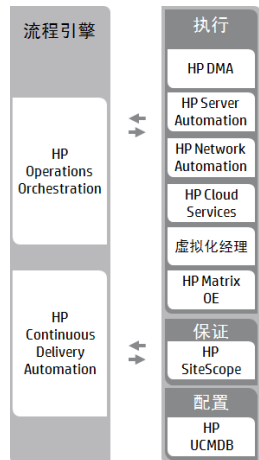 流程引擎
HP
Operations
Orchestration
HP
Continuous
Delivery
Automation
执行
HP DMA
HP Server
Automation
HP Network
Automation
HP Cloud
Services
虚拟化经理
HP Matrix
OE
保证
HP
SiteScope
配置
HP
UCMDB